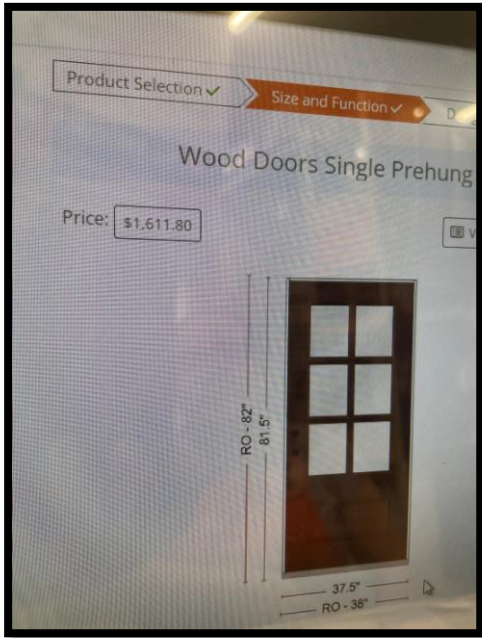 Product Selection ✓
Size and Function ✓
D
Wood Doors Single Prehung
Price: $1,611.80
V
RO - 82"
81.5"
37.5"
RO - 38"